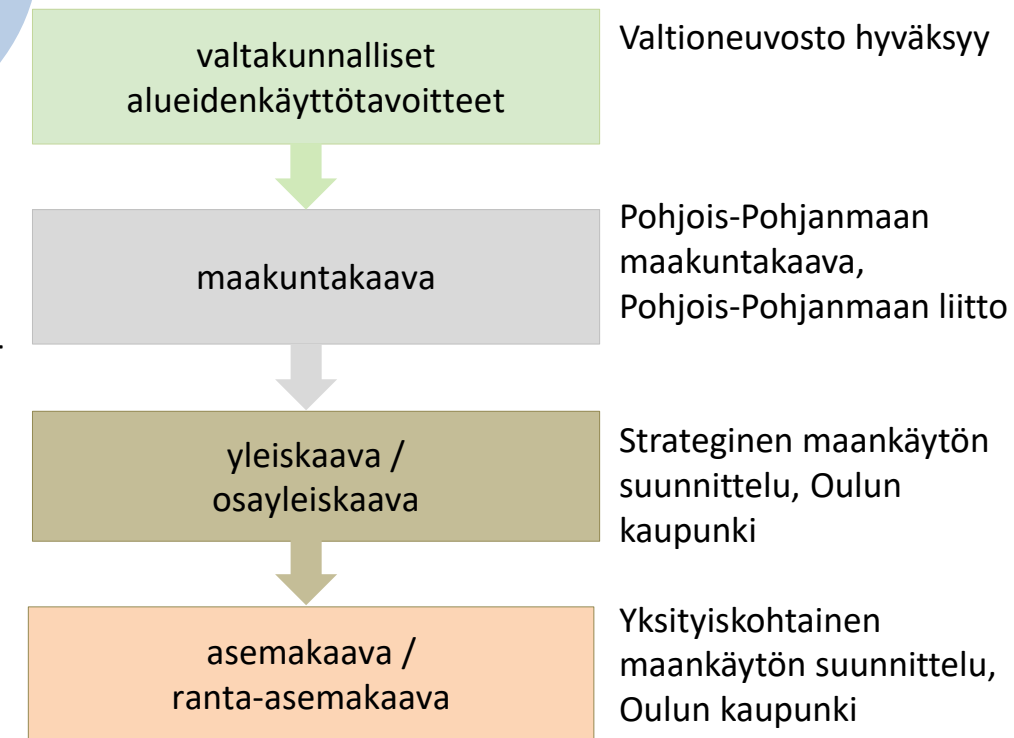 valtakunnalliset
alueidenkäyttötavoitteet
Valtioneuvosto hyväksyy
maakuntakaava
Pohjois-Pohjanmaan
maakuntakaava,
Pohjois-Pohjanmaan liitto
yleiskaava /
osayleiskaava
Strateginen maankäytön
suunnittelu, Oulun
kaupunki
asemakaava /
ranta-asemakaava
Yksityiskohtainen
maankäytön suunnittelu,
Oulun kaupunki